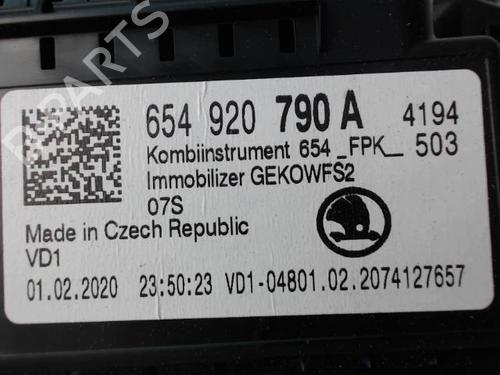 B-PARTS
654 920 790 A 4194
Kombiinstrument 654 _FPK_ 503
Immobilizer GEKOWFS2
07S
Made in Czech Republic
VD1
01.02.2020 23:50:23 VD1-04801.02.2074127657